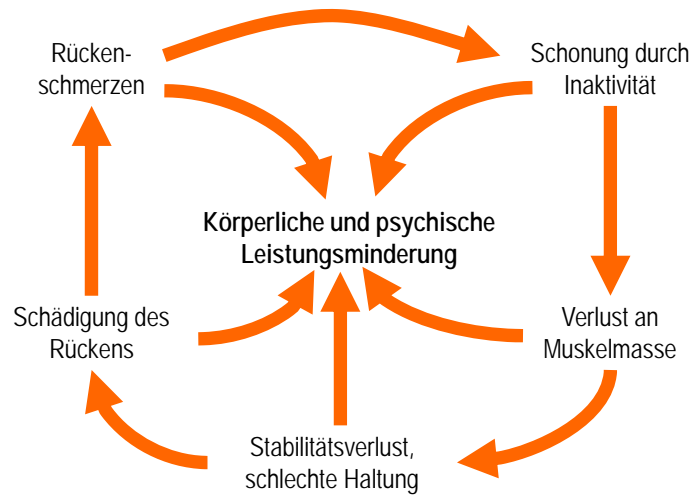 Rücken-
schmerzen
Schonung durch
Inaktivität
Körperliche und psychische
Leistungsminderung
Schädigung des
Rückens
Verlust an
Muskelmasse
Stabilitätsverlust,
schlechte Haltung